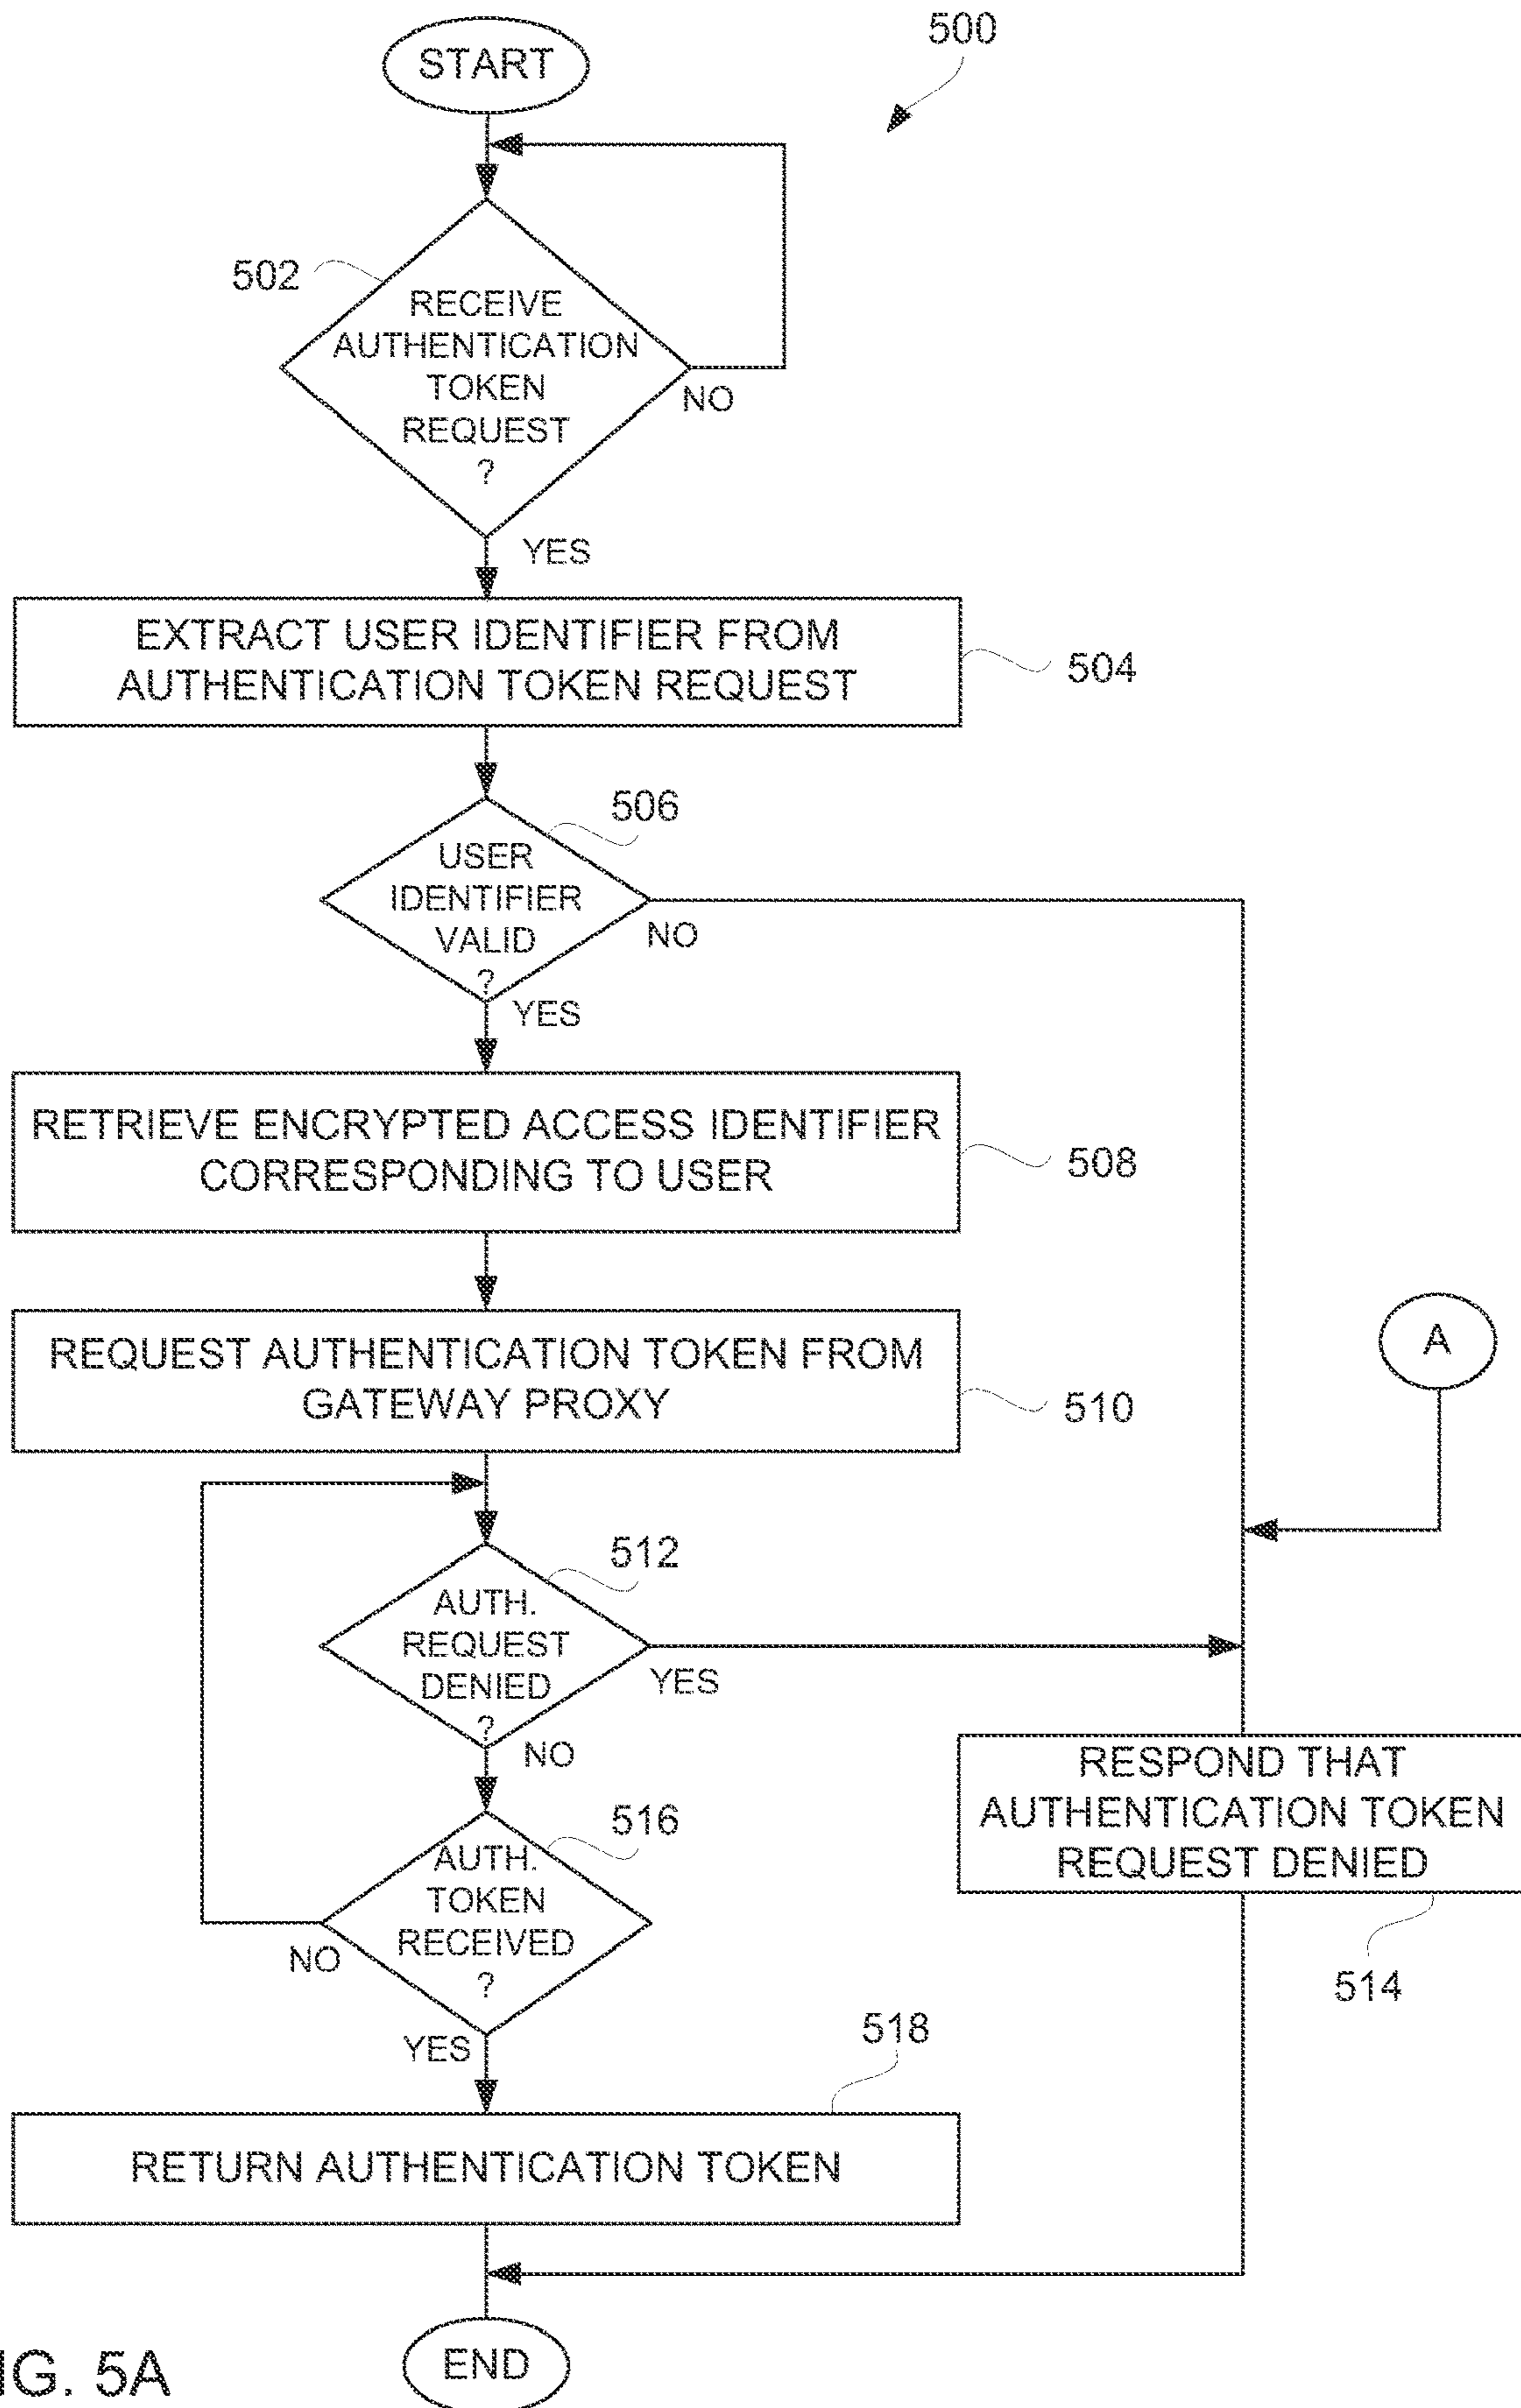 START
500
502
RECEIVE
AUTHENTICATION
TOKEN
REQUEST
?
NO
YES
EXTRACT USER IDENTIFIER FROM
AUTHENTICATION TOKEN REQUEST
504
506
USER
IDENTIFIER
VALID
?
NO
YES
RETRIEVE ENCRYPTED ACCESS IDENTIFIER
CORRESPONDING TO USER
508
REQUEST AUTHENTICATION TOKEN FROM
GATEWAY PROXY
510
A
512
AUTH.
REQUEST
DENIED
?
YES
NO
RESPOND THAT
AUTHENTICATION TOKEN
REQUEST DENIED
514
516
AUTH.
TOKEN
RECEIVED
?
NO
YES
518
RETURN AUTHENTICATION TOKEN
END
IG. 5A